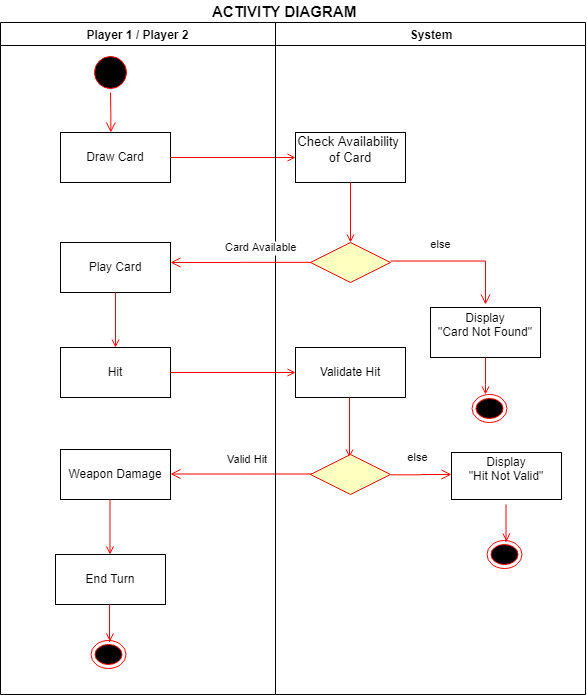 ACTIVITY DIAGRAM
Player 1 / Player 2
System
Draw Card
Check Availability
of Card
Card Available
else
Play Card
Display
"Card Not Found"
Hit
Validate Hit
Valid Hit
else
Weapon Damage
Display
"Hit Not Valid"
End Turn